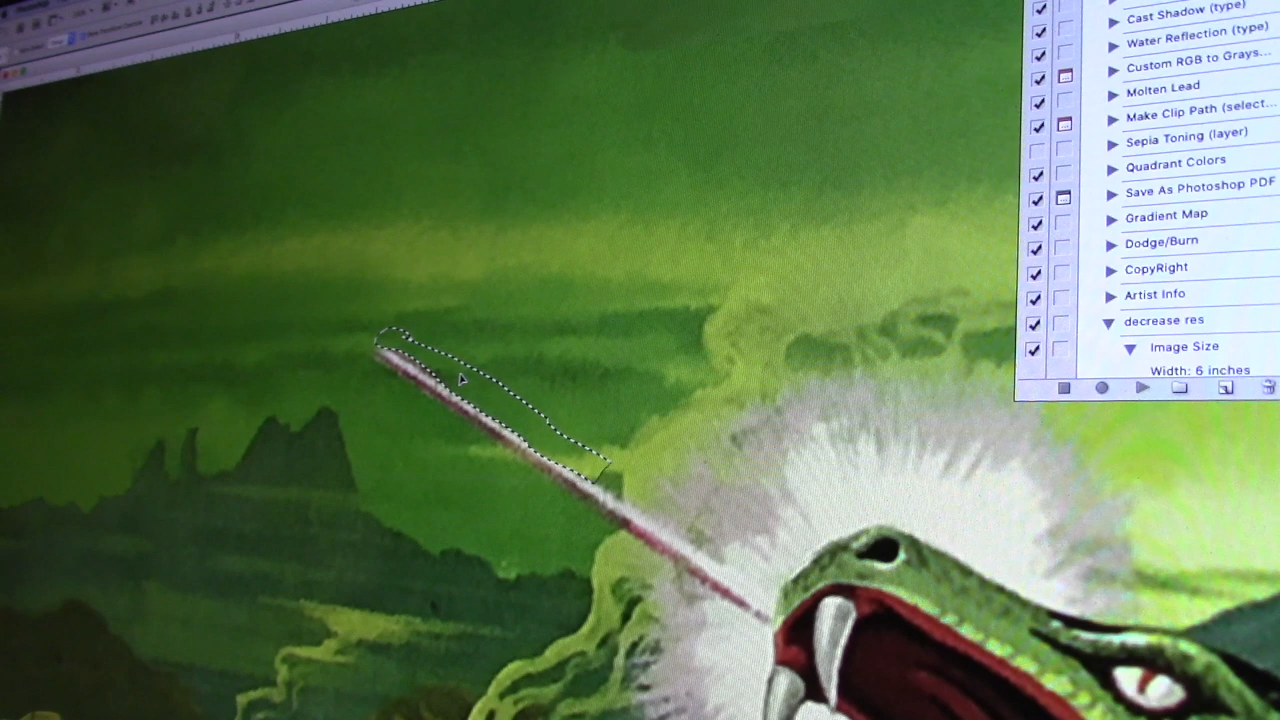 Cast Shadow (type)
Water Reflection (type)
Custom RGB to Grays...
Molten Lead
Make Clip Path (select...
Sepia Toning (layer)
Quadrant Colors
Save As Photoshop PDF
Gradient Map
Dodge/Burn
CopyRight
Artist Info
decrease res
Image Size
Width: 6 inches